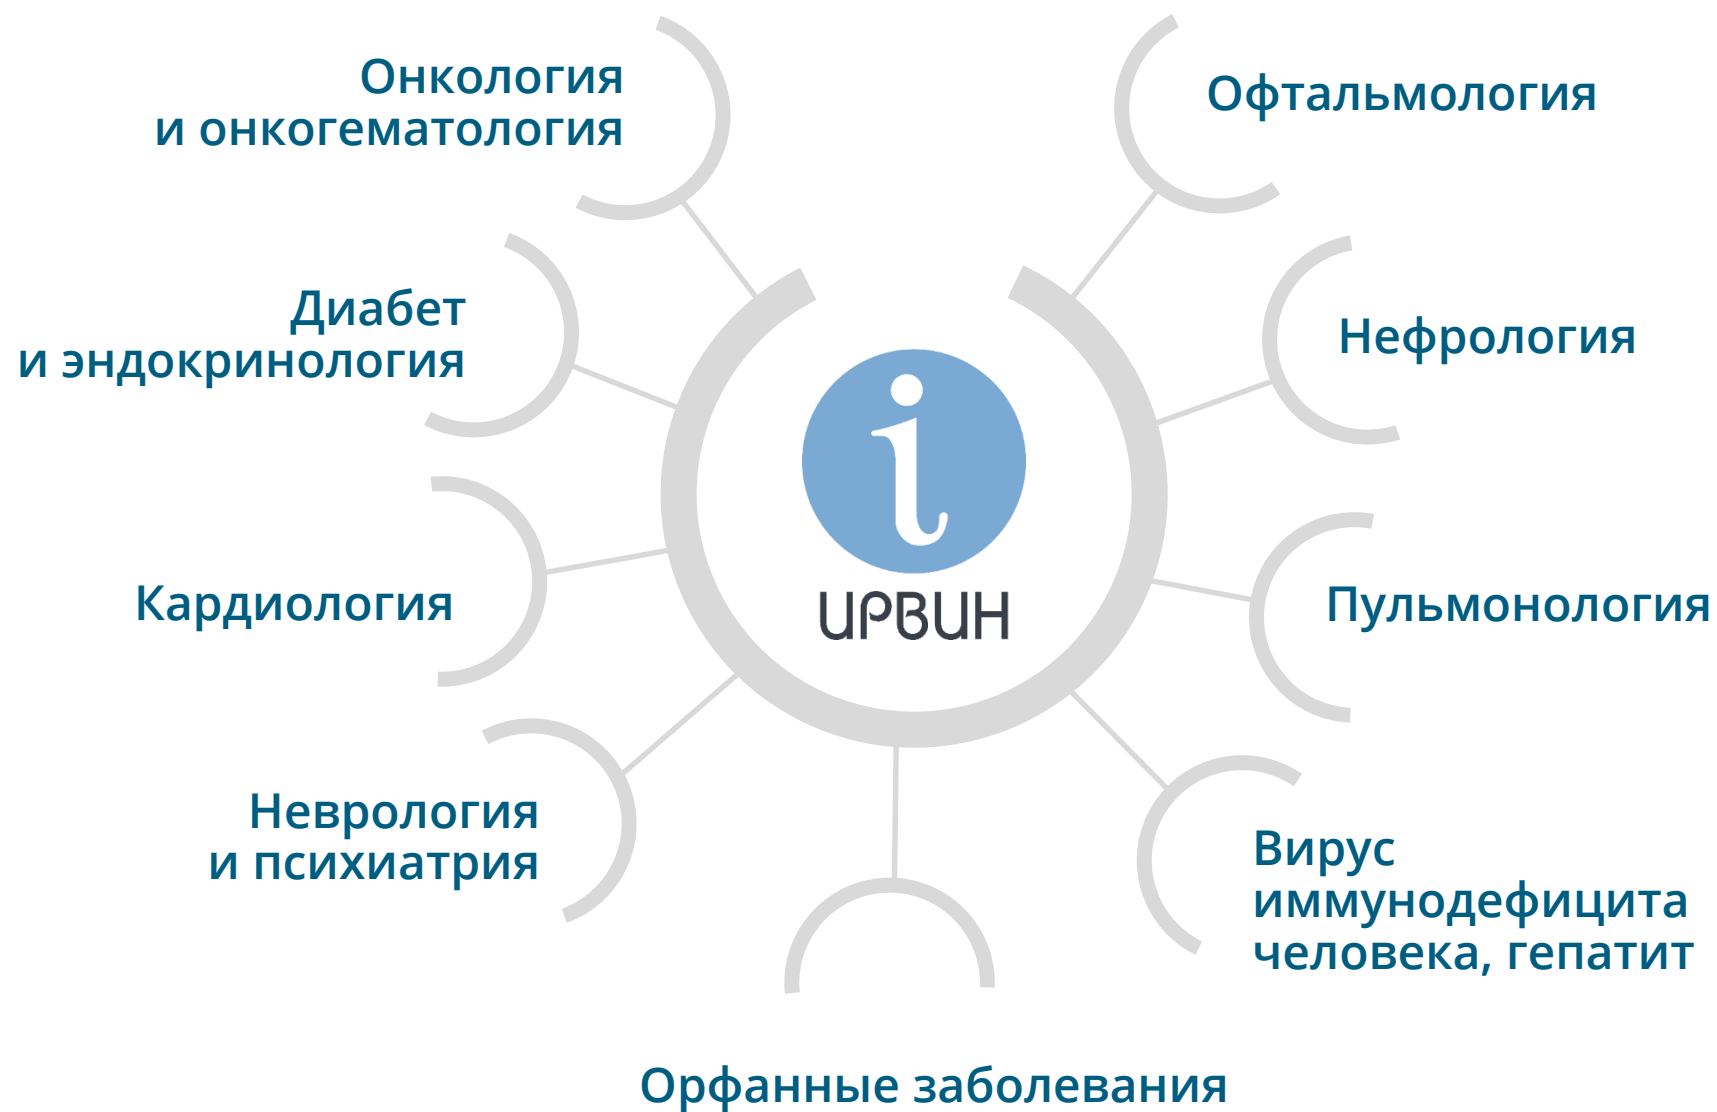 Онкология
и онкогематология
Диабет
и эндокринология
Кардиология
Неврология
и психиатрия
Орфанные заболевания
Офтальмология
Нефрология
Пульмонология
Вирус
иммунодефицита
человека, гепатит
i
ИРВИН